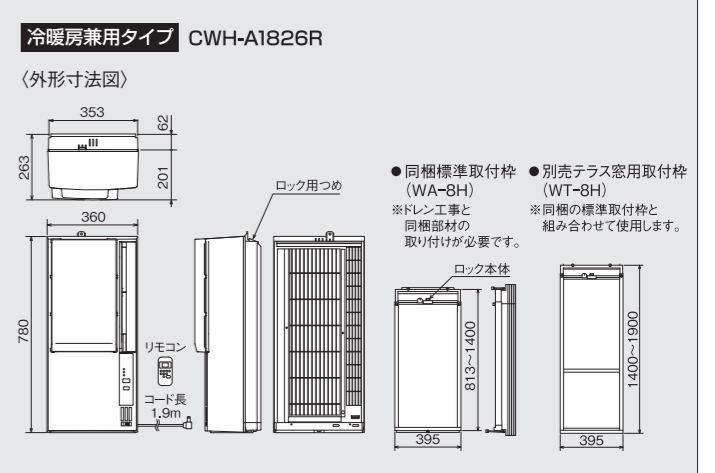 冷暖房兼用タイプ CWH-A1826R
〈外形寸法図〉
353
62
263
201
360
780
リモコン
コード長
1.9m
ロック用つめ
●同梱標準取付枠
（WA-8H）
※ドレン工事と
同梱部材の
取り付けが必要です。
ロック本体
813～1400
395
●別売テラス窓用取付枠
（WT-8H）
※同梱の標準取付枠と
組み合わせて使用します。
1400～1900
395